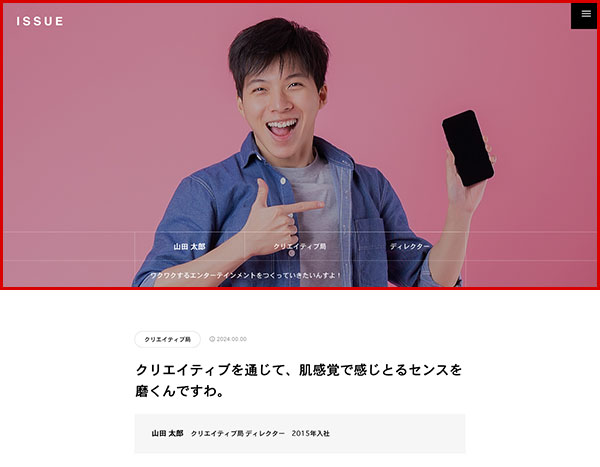 ISSUE
山田 太郎
クリエイティブ局
ディレクター
ワクワクするエンターテインメントをつくっていきたいんすよ！
クリエイティブ局
2024.00.00
クリエイティブを通じて、肌感覚で感じとるセンスを
磨くんですわ。
山田 太郎 クリエイティブ局 ディレクター 2015年入社